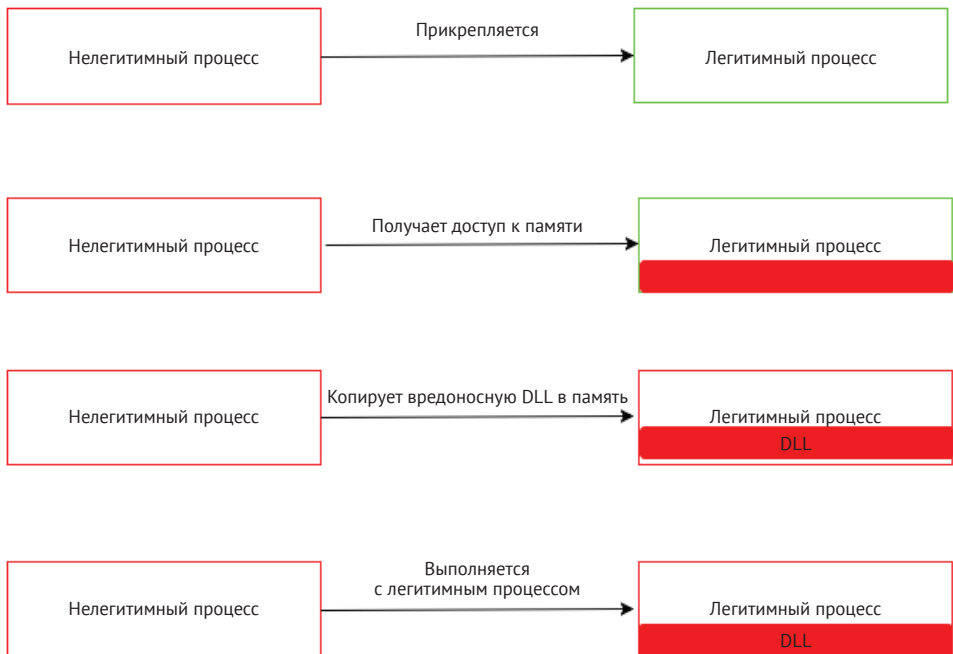 Прикрепляется
Нелегитимный процесс
Легитимный процесс
Получает доступ к памяти
Нелегитимный процесс
Легитимный процесс
Копирует вредоносную DLL в память
Нелегитимный процесс
Легитимный процесс
DLL
Выполняется
с легитимным процессом
Нелегитимный процесс
Легитимный процесс
DLL